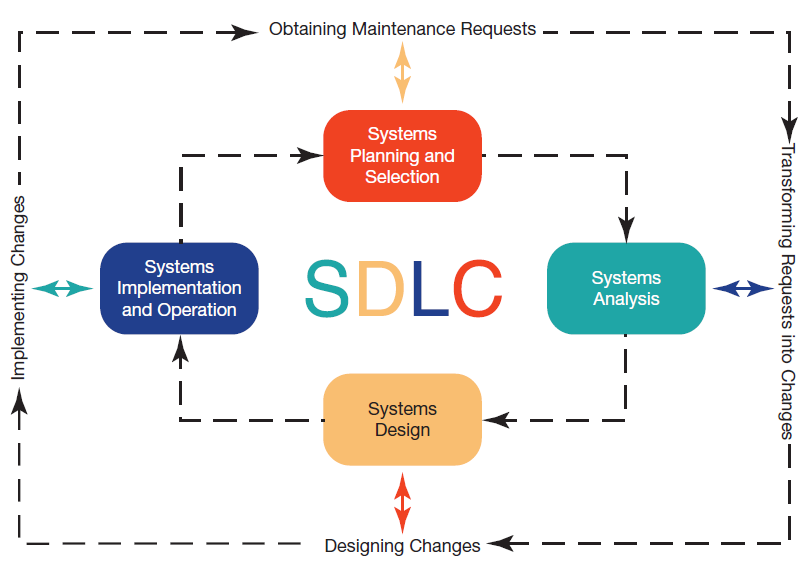 Obtaining Maintenance Requests
Systems
Planning and
Selection
Transforming Requests into Changes
Implementing Changes
Systems
Implementation
and Operation
SDLC
Systems
Analysis
Systems
Design
Designing Changes